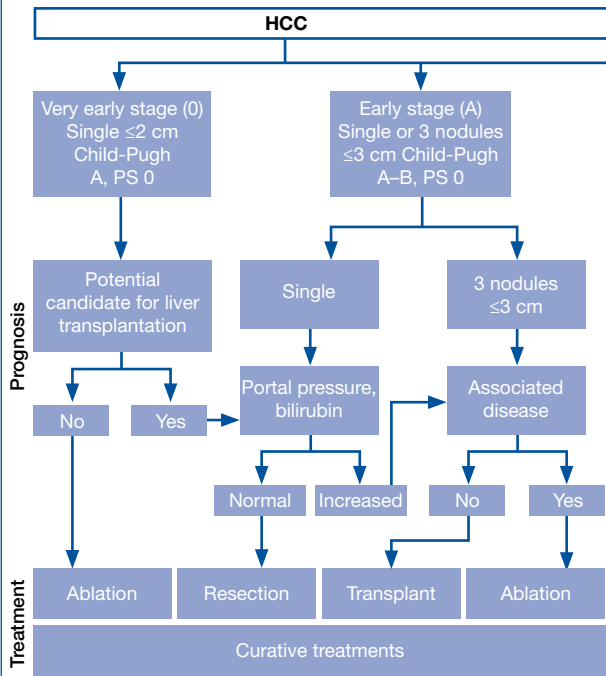 HCC
Very early stage (0)
Single ≤2 cm
Child-Pugh
A, PS 0
Early stage (A)
Single or 3 nodules
≤3 cm Child-Pugh
A–B, PS 0
Prognosis
Potential
candidate for liver
transplantation
Single
3 nodules
≤3 cm
No
Yes
Portal pressure,
bilirubin
Associated
disease
Normal
Increased
No
Yes
Treatment
Ablation
Resection
Transplant
Ablation
Curative treatments